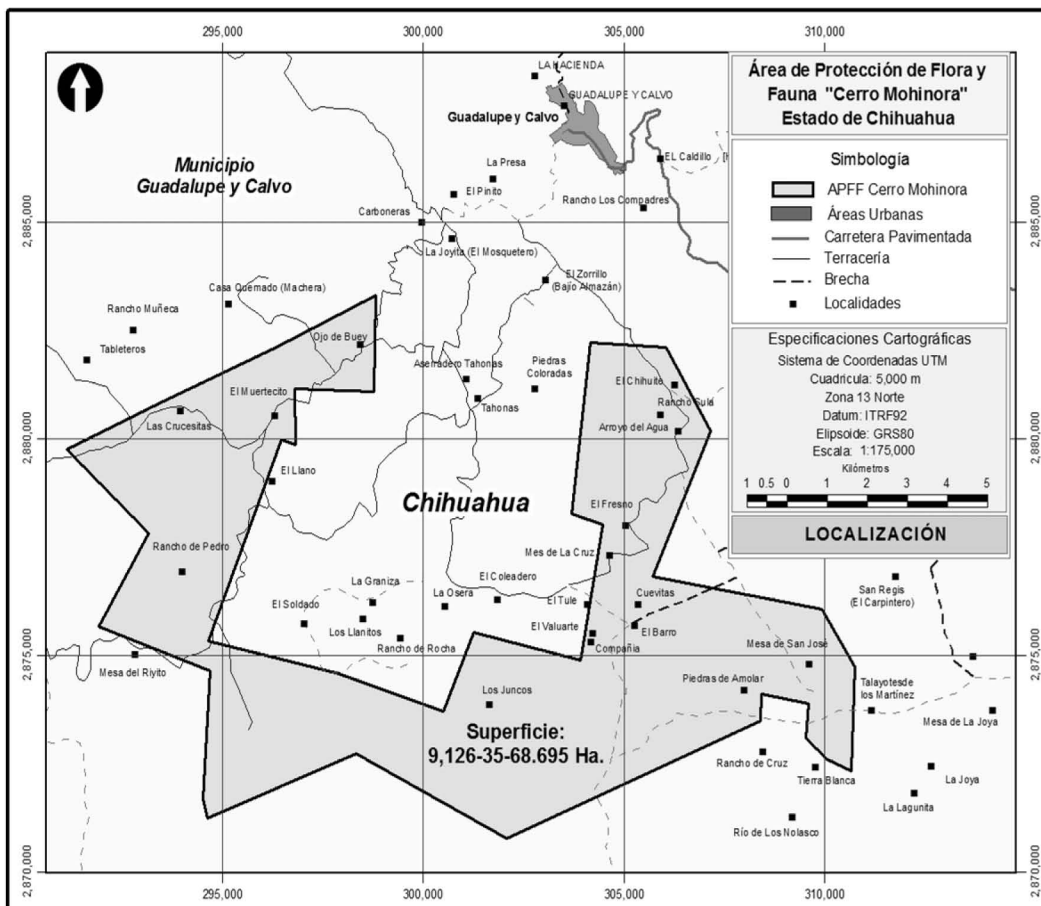 295,000
300,000
305,000
310,000
LA HACIENDA
GUADALUPE Y CALVO
Guadalupe y Calvo
Área de Protección de Flora y
Fauna "Cerro Mohinora"
Estado de Chihuahua
Simbología
APFF Cerro Mohinora
Áreas Urbanas
Carretera Pavimentada
Terracería
Brecha
Localidades
Especificaciones Cartográficas
Sistema de Coordenadas UTM
Cuadrícula: 5,000 m
Zona 13 Norte
Datum: ITRF92
Elipsoide: GRS80
Escala: 1:175,000
Kilómetros
1 0.5 0 1 2 3 4 5
LOCALIZACIÓN
Municipio
Guadalupe y Calvo
EL Caldillo
La Presa
El Pinito
Rancho Los Compadres
Carboneras
2,885,000
2,885,000
La Joyita (El Mosquetero)
El Zorrillo
(Bajío Almazán)
Casa Quemado (Machera)
Rancho Muñeca
Tableteros
Ojo de Buey
Aserradero Tahonas
Piedras
Coloradas
El Chihuite
El Muertecito
Tahonas
Rancho Sula
Las Crucesitas
Arroyo del Agua
2,880,000
2,880,000
El Llano
Chihuahua
El Fresno
Rancho de Pedro
Mes de La Cruz
La Graniza
La Osera
El Coleadero
El Tule
Cuevitas
San Regis
(El Carpintero)
El Soldado
Los Llanitos
El Valuarte
El Barro
Rancho de Rocha
Compañia
Mesa de San José
2,875,000
2,875,000
Mesa del Riyito
Piedras de Amolar
Talayotesde
los Martínez
Los Juncos
Mesa de La Joya
Superficie:
9,126-35-68.695 Ha.
Rancho de Cruz
Tierra Blanca
La Joya
La Lagunita
Río de Los Nolasco
2,870,000
2,870,000
295,000
300,000
305,000
310,000